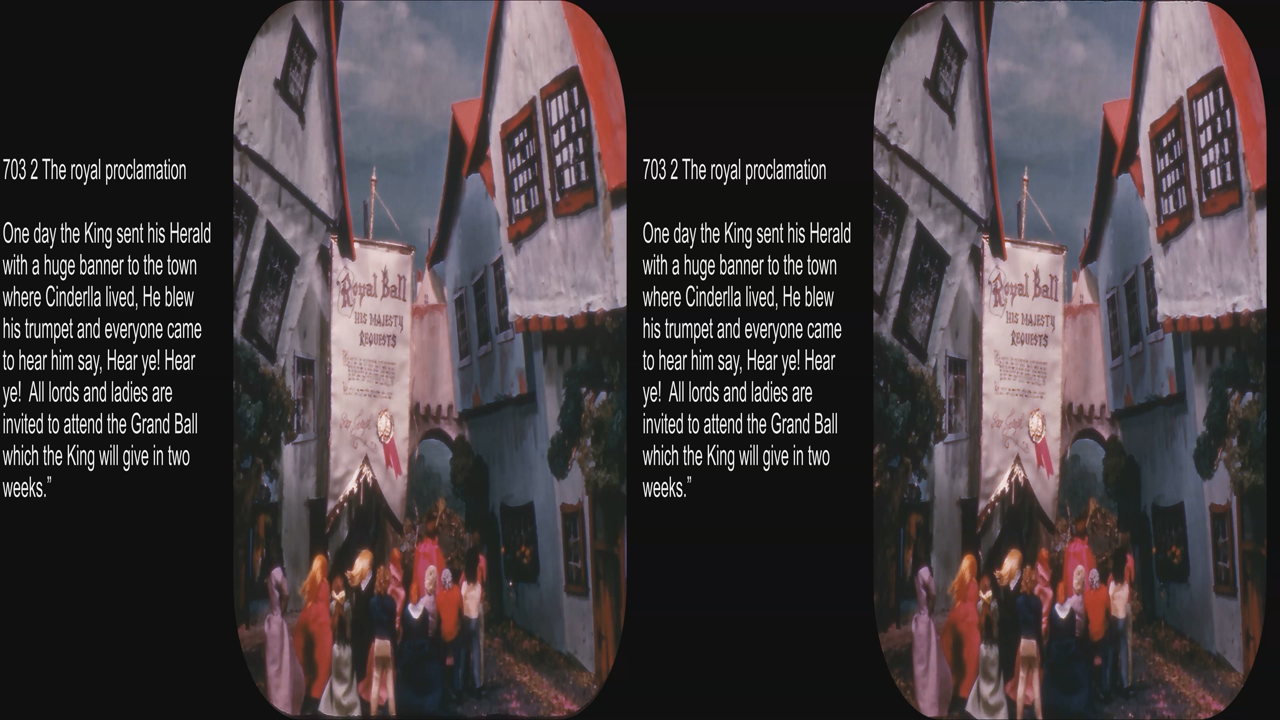 703 2 The royal proclamation
One day the King sent his Herald
with a huge banner to the town
where Cinderlla lived, He blew
his trumpet and everyone came
to hear him say, Hear ye! Hear
ye!  All lords and ladies are
invited to attend the Grand Ball
which the King will give in two
weeks.”
Royal Ball
HIS MAJESTY
REQUESTS
703 2 The royal proclamation
One day the King sent his Herald
with a huge banner to the town
where Cinderlla lived, He blew
his trumpet and everyone came
to hear him say, Hear ye! Hear
ye!  All lords and ladies are
invited to attend the Grand Ball
which the King will give in two
weeks.”
Royal Ball
HIS MAJESTY
REQUESTS